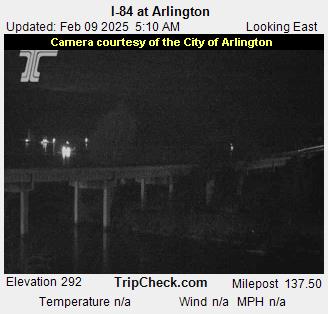 I-84 at Arlington
Updated: Feb 09 2025 5:10 AM Looking East
Camera courtesy of the City of Arlington
Elevation 292 TripCheck.com Milepost 137.50
Temperature n/a Wind n/a MPH n/a